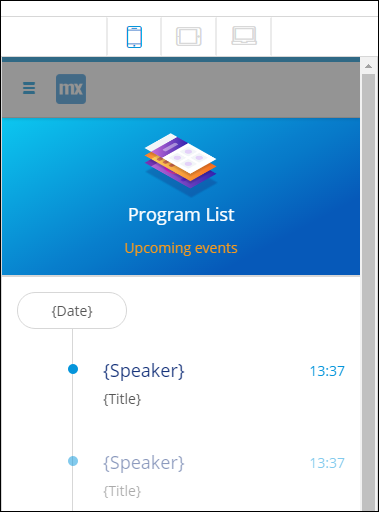 mx
Program List
Upcoming events
{Date}
{Speaker} 13:37
{Title}
{Speaker} 13:37
{Title}